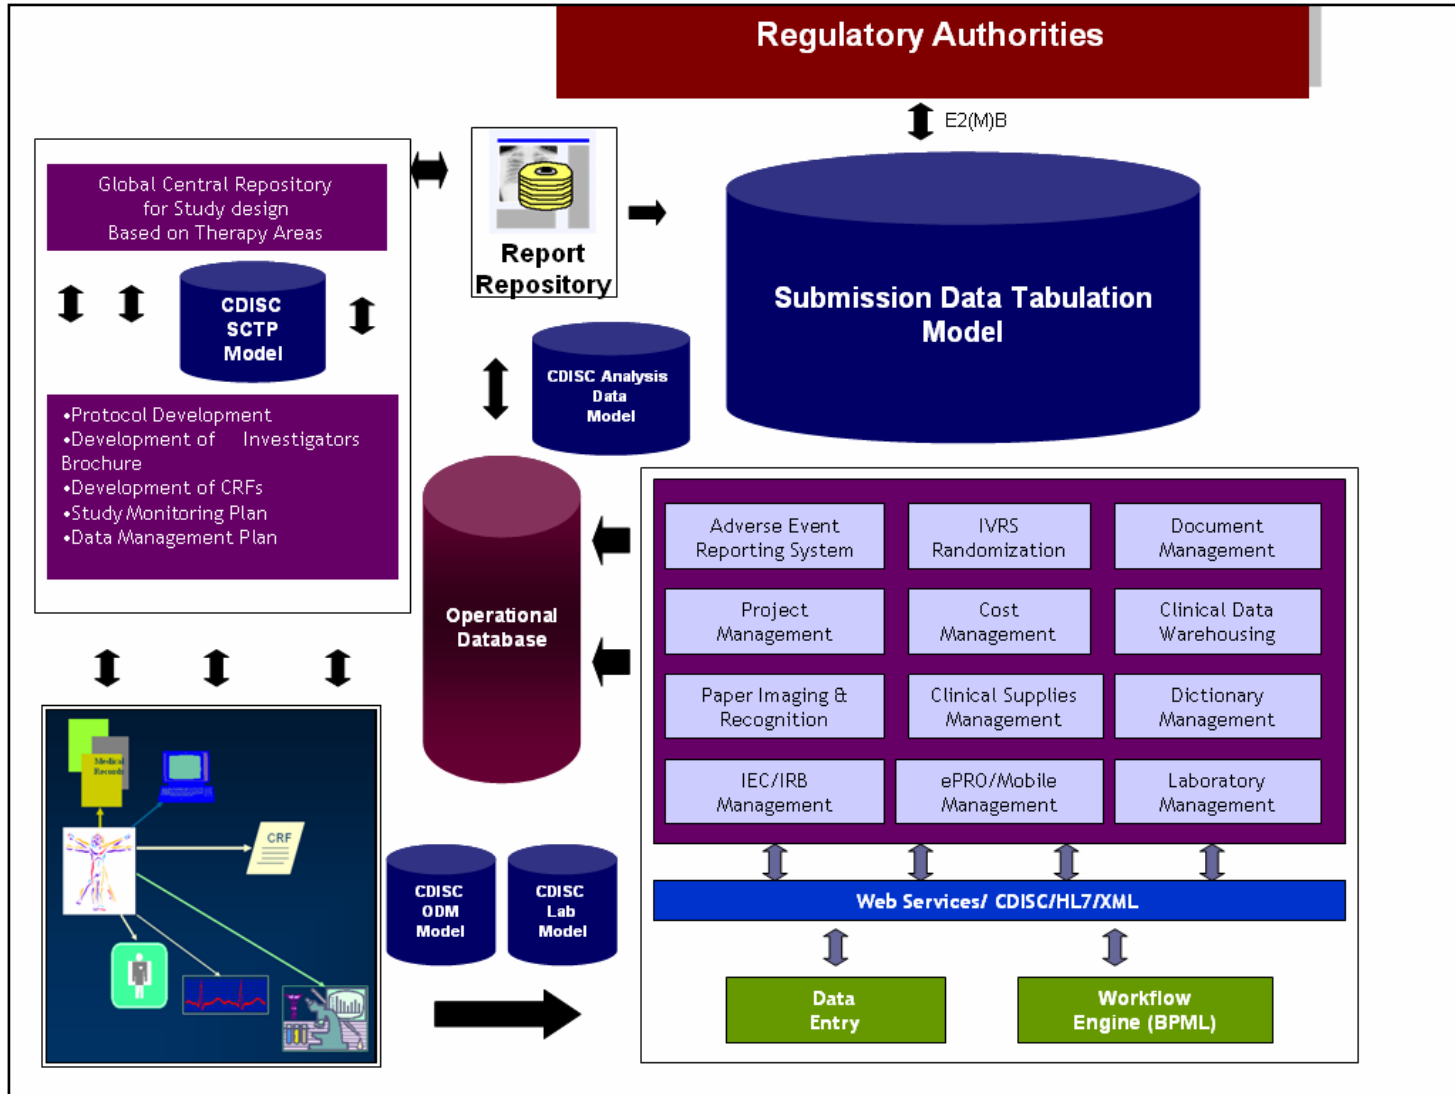 Regulatory Authorities
E2(M)B
Global Central Repository
for Study design
Based on Therapy Areas
CDISC
SCTP
Model
•Protocol Development
•Development of Investigators
Brochure
•Development of CRFs
•Study Monitoring Plan
•Data Management Plan
Report
Repository
Submission Data Tabulation
Model
CDISC Analysis
Data
Model
Operational
Database
Adverse Event
Reporting System
IVRS
Randomization
Document
Management
Project
Management
Cost
Management
Clinical Data
Warehousing
Paper Imaging &
Recognition
Clinical Supplies
Management
Dictionary
Management
IEC/IRB
Management
ePRO/Mobile
Management
Laboratory
Management
Web Services/ CDISC/HL7/XML
Data
Entry
Workflow
Engine (BPML)
Medical
Records
CRF
CDISC
ODM
Model
CDISC
Lab
Model